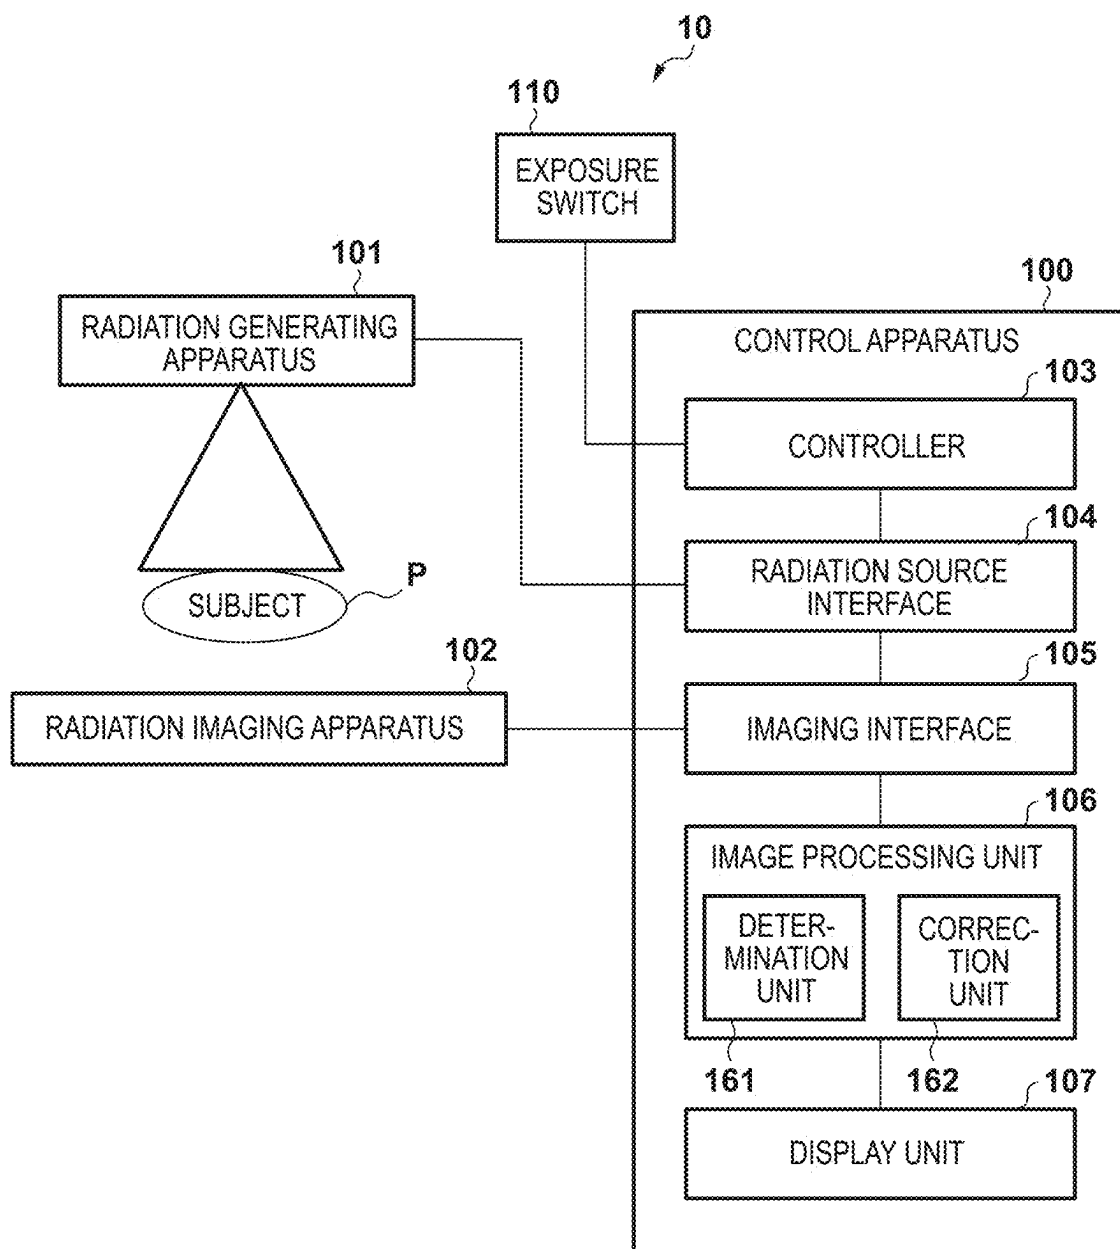 10
110
EXPOSURE
SWITCH
101
RADIATION GENERATING
APPARATUS
100
CONTROL APPARATUS
103
CONTROLLER
104
RADIATION SOURCE
INTERFACE
P
SUBJECT
102
RADIATION IMAGING APPARATUS
105
IMAGING INTERFACE
106
IMAGE PROCESSING UNIT
DETER-
MINATION
UNIT
CORREC-
TION
UNIT
161
162
107
DISPLAY UNIT